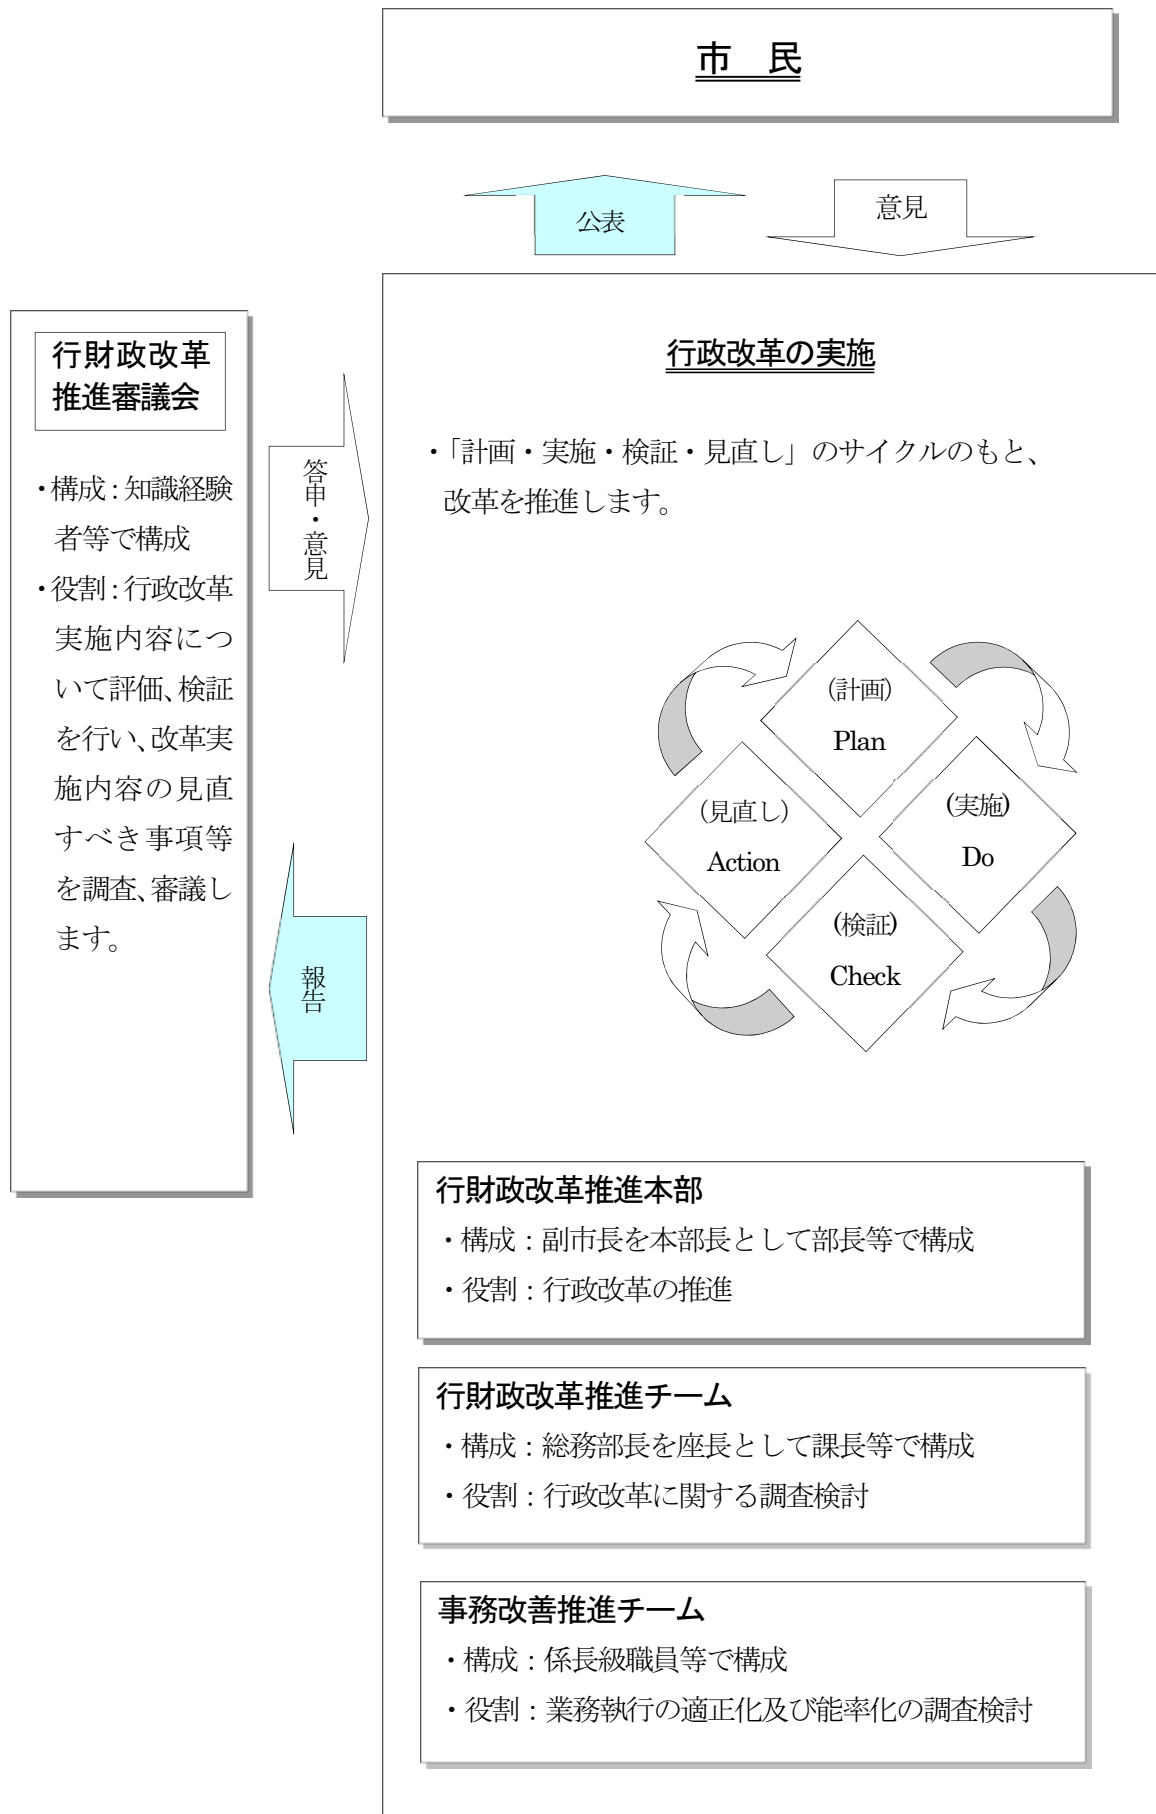 市　民
公表
意見
行財政改革
推進審議会
・構成：知識経験
者等で構成
・役割：行政改革
実施内容につ
いて評価、検証
を行い、改革実
施内容の見直
すべき事項等
を調査、審議し
ます。
答申・意見
報告
行政改革の実施
・「計画・実施・検証・見直し」のサイクルのもと、
改革を推進します。
(計画)
Plan
(見直し)
Action
(実施)
Do
(検証)
Check
行財政改革推進本部
・構成：副市長を本部長として部長等で構成
・役割：行政改革の推進
行財政改革推進チーム
・構成：総務部長を座長として課長等で構成
・役割：行政改革に関する調査検討
事務改善推進チーム
・構成：係長級職員等で構成
・役割：業務執行の適正化及び能率化の調査検討